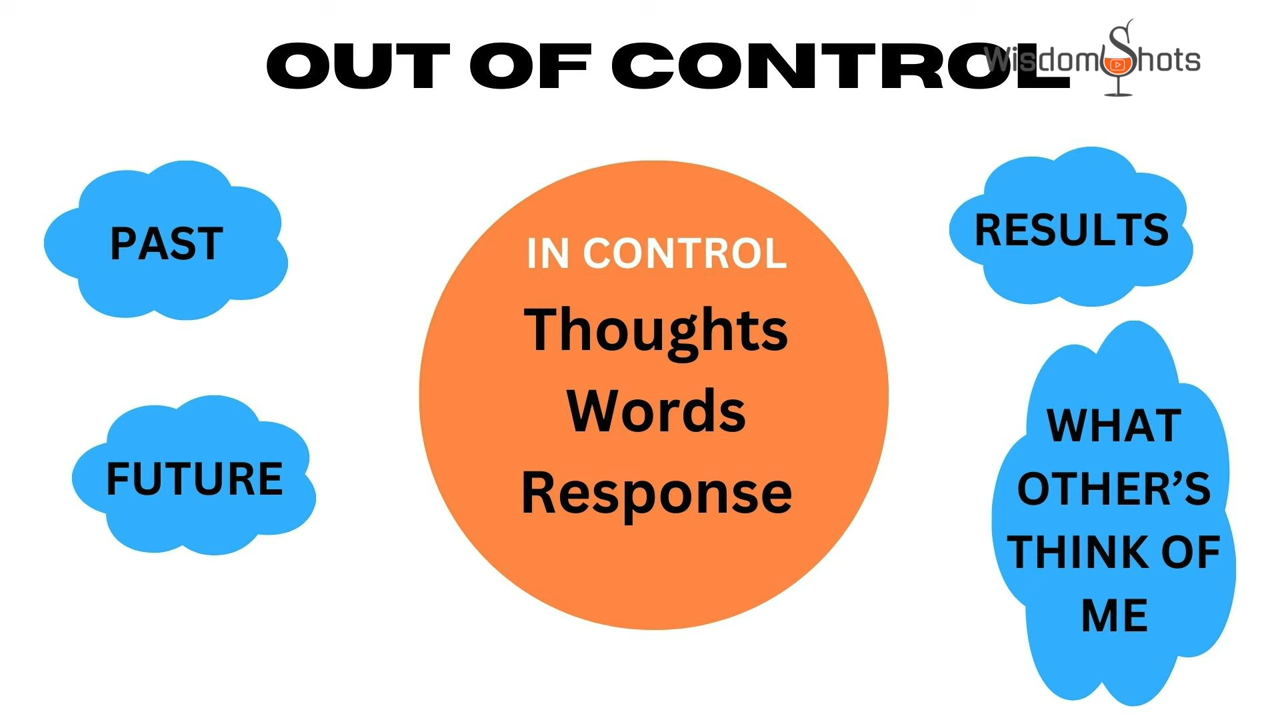 OUT OF CONTROL
WisdomShots
PAST
FUTURE
IN CONTROL
Thoughts
Words
Response
RESULTS
WHAT
OTHER’S
THINK OF
ME